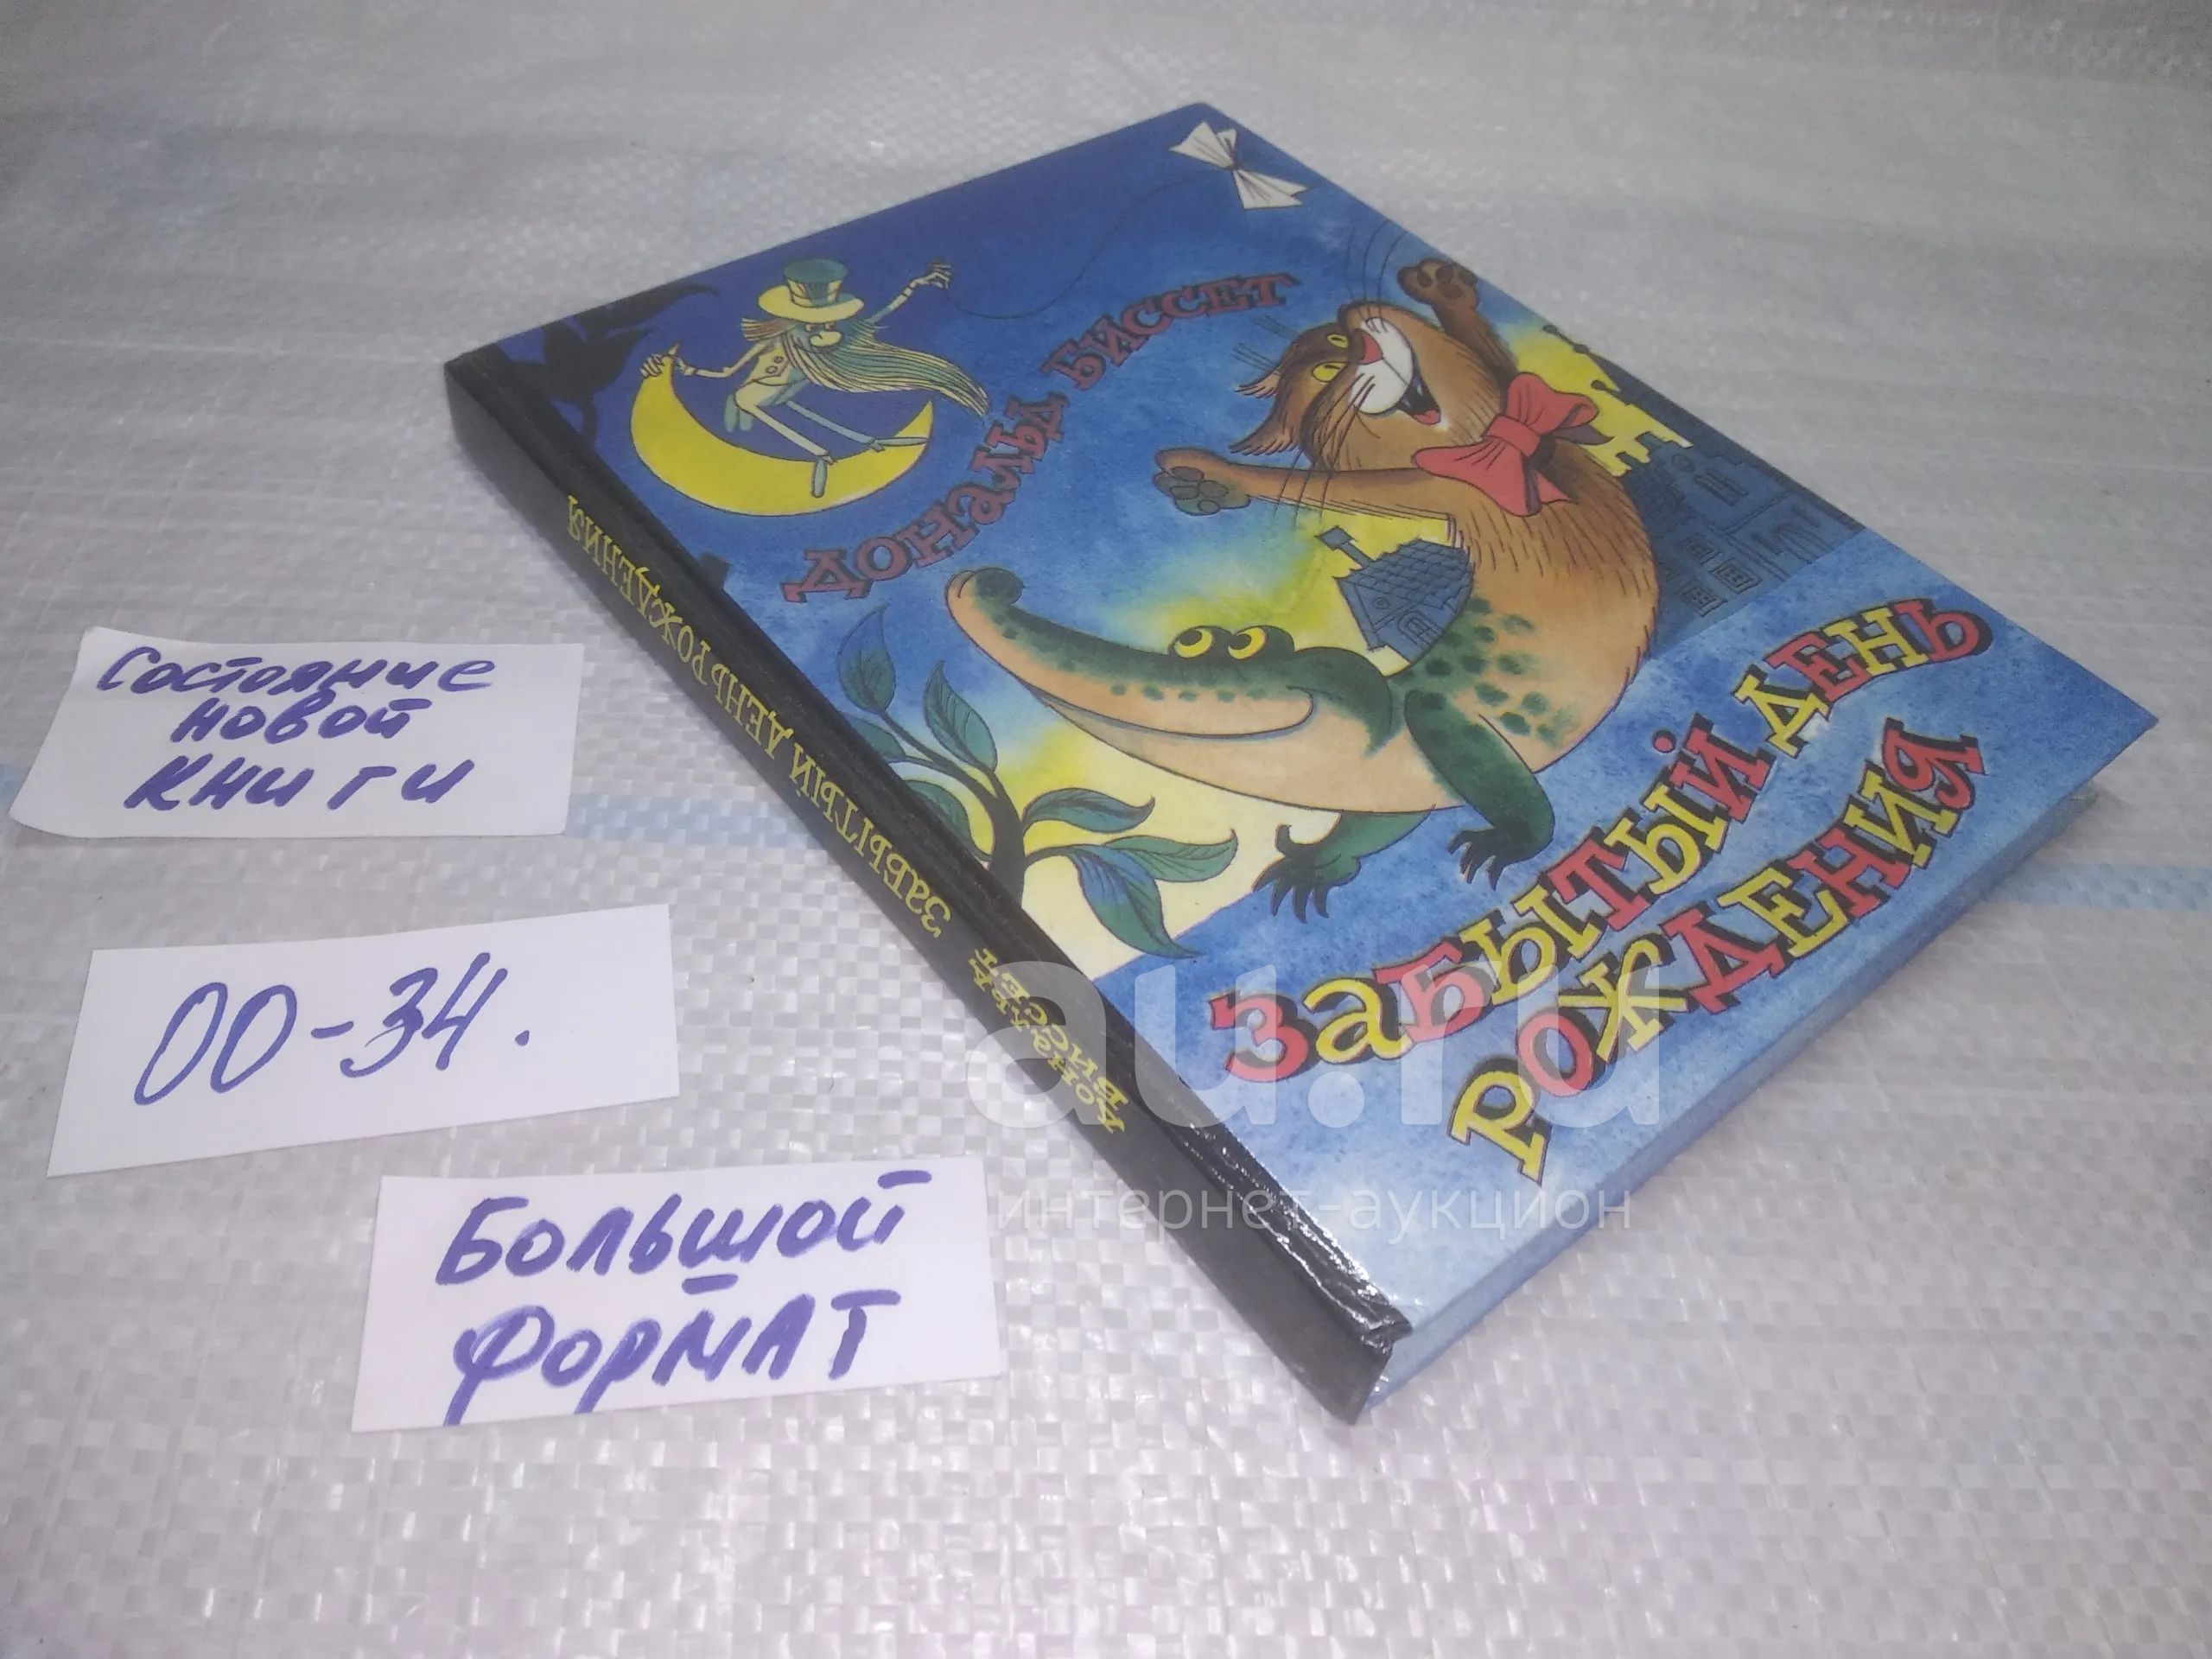 ДОНАЛЬД БИССЕТ
ЗАБЫТЫЙ ДЕНЬ
РОЖДЕНИЯ
ДОНАЛЬД
БИССЕТ
ЗАБЫТЫЙ ДЕНЬ РОЖДЕНИЯ
Состояние
новой
книги
00-34.
Большой
формАТ
au.ru
интернет-аукцион